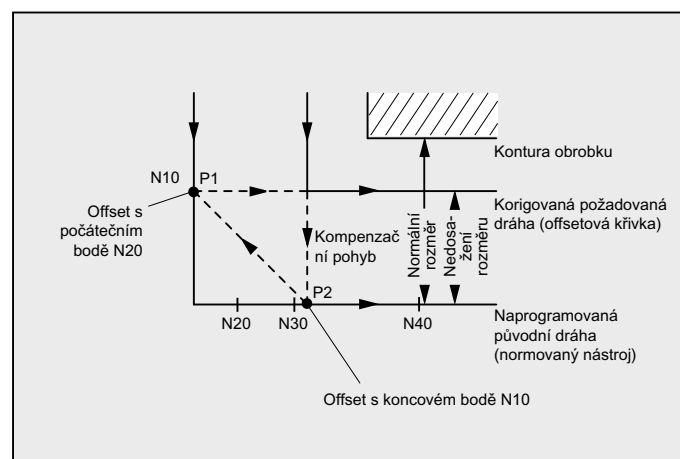 Kontura obrobku
N10
P1
Offset s
počátečním
bodě N20
Korigovaná požadovaná
dráha (offsetová křivka)
Kompenzač
ní pohyb
Normální
rozměr
Nedosa-
žení
rozměru
P2
N20
N30
N40
Naprogramovaná
původní dráha
(normovaný nástroj)
Offset s koncovém bodě N10